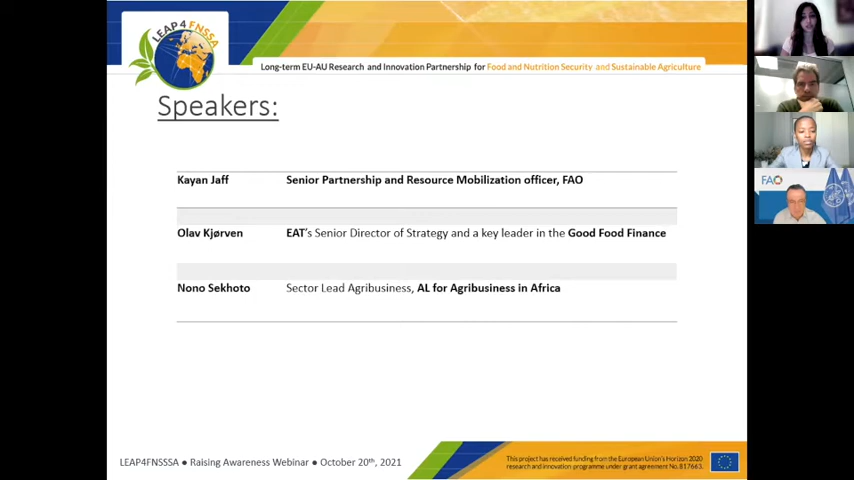 LEAP 4 FNSSA
Long-term EU-AU Research and Innovation Partnership for Food and Nutrition Security and Sustainable Agriculture
Speakers:
Kayan Jaff Senior Partnership and Resource Mobilization officer, FAO
Olav Kjørven EAT's Senior Director of Strategy and a key leader in the Good Food Finance
Nono Sekhoto Sector Lead Agribusiness, AL for Agribusiness in Africa
LEAP4FNSSSA ● Raising Awareness Webinar ● October 20th, 2021
This project has received funding from the European Union's Horizon 2020
research and innovation programme under grant agreement No. 817663.
FAO